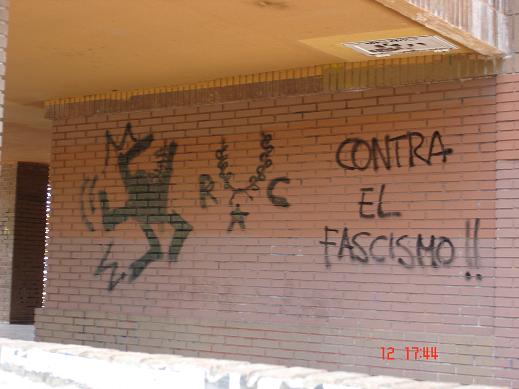 R C
CONTRA
EL
FASCISMO!!
12 17:44